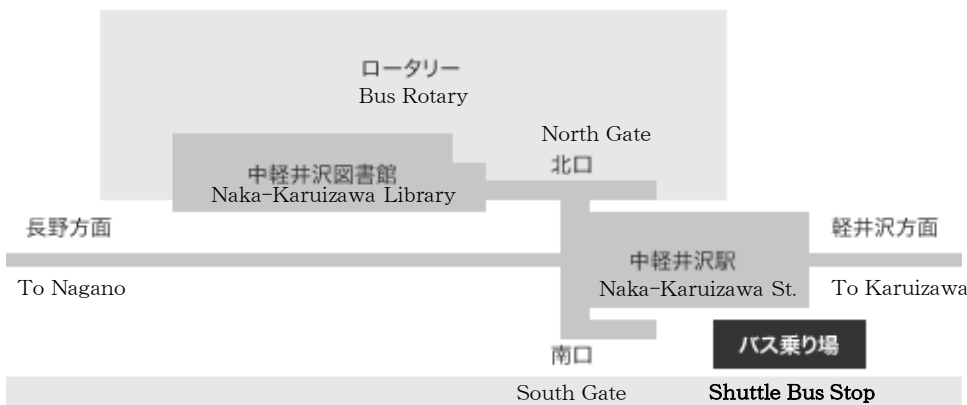 ロータリー
Bus Rotary
North Gate
北口
中軽井沢図書館
Naka-Karuizawa Library
長野方面
To Nagano
中軽井沢駅
Naka-Karuizawa St.
軽井沢方面
To Karuizawa
南口
South Gate
バス乗り場
Shuttle Bus Stop